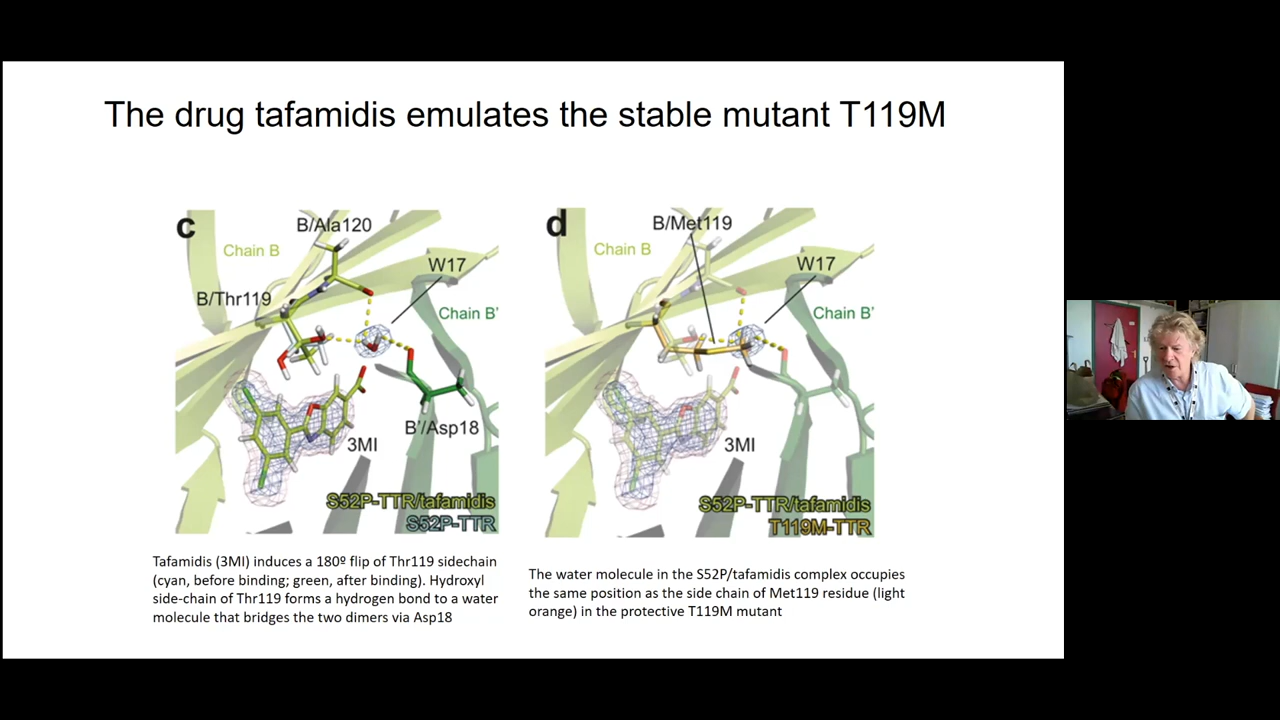 The drug tafamidis emulates the stable mutant T119M
c
B/Ala120
Chain B
W17
B/Thr119
Chain B'
B'/Asp18
3MI
S52P-TTR/tafamidis
S52P-TTR
d
B/Met119
Chain B
W17
Chain B'
3MI
S52P-TTR/tafamidis
T119M-TTR
Tafamidis (3MI) induces a 180º flip of Thr119 sidechain
(cyan, before binding; green, after binding). Hydroxyl
side-chain of Thr119 forms a hydrogen bond to a water
molecule that bridges the two dimers via Asp18
The water molecule in the S52P/tafamidis complex occupies
the same position as the side chain of Met119 residue (light
orange) in the protective T119M mutant